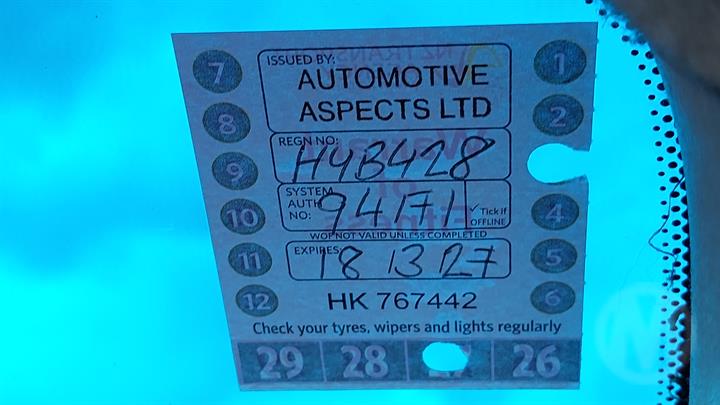 ISSUED BY:
AUTOMOTIVE
ASPECTS LTD
REGN NO:
HYB428
SYSTEM
AUTH
NO:
94171
✓ Tick if
OFFLINE
WOF NOT VALID UNLESS COMPLETED
EXPIRES:
18 13 27
HK 767442
Check your tyres, wipers and lights regularly
7
8
9
10
11
12
1
2
4
5
6
29 28 26